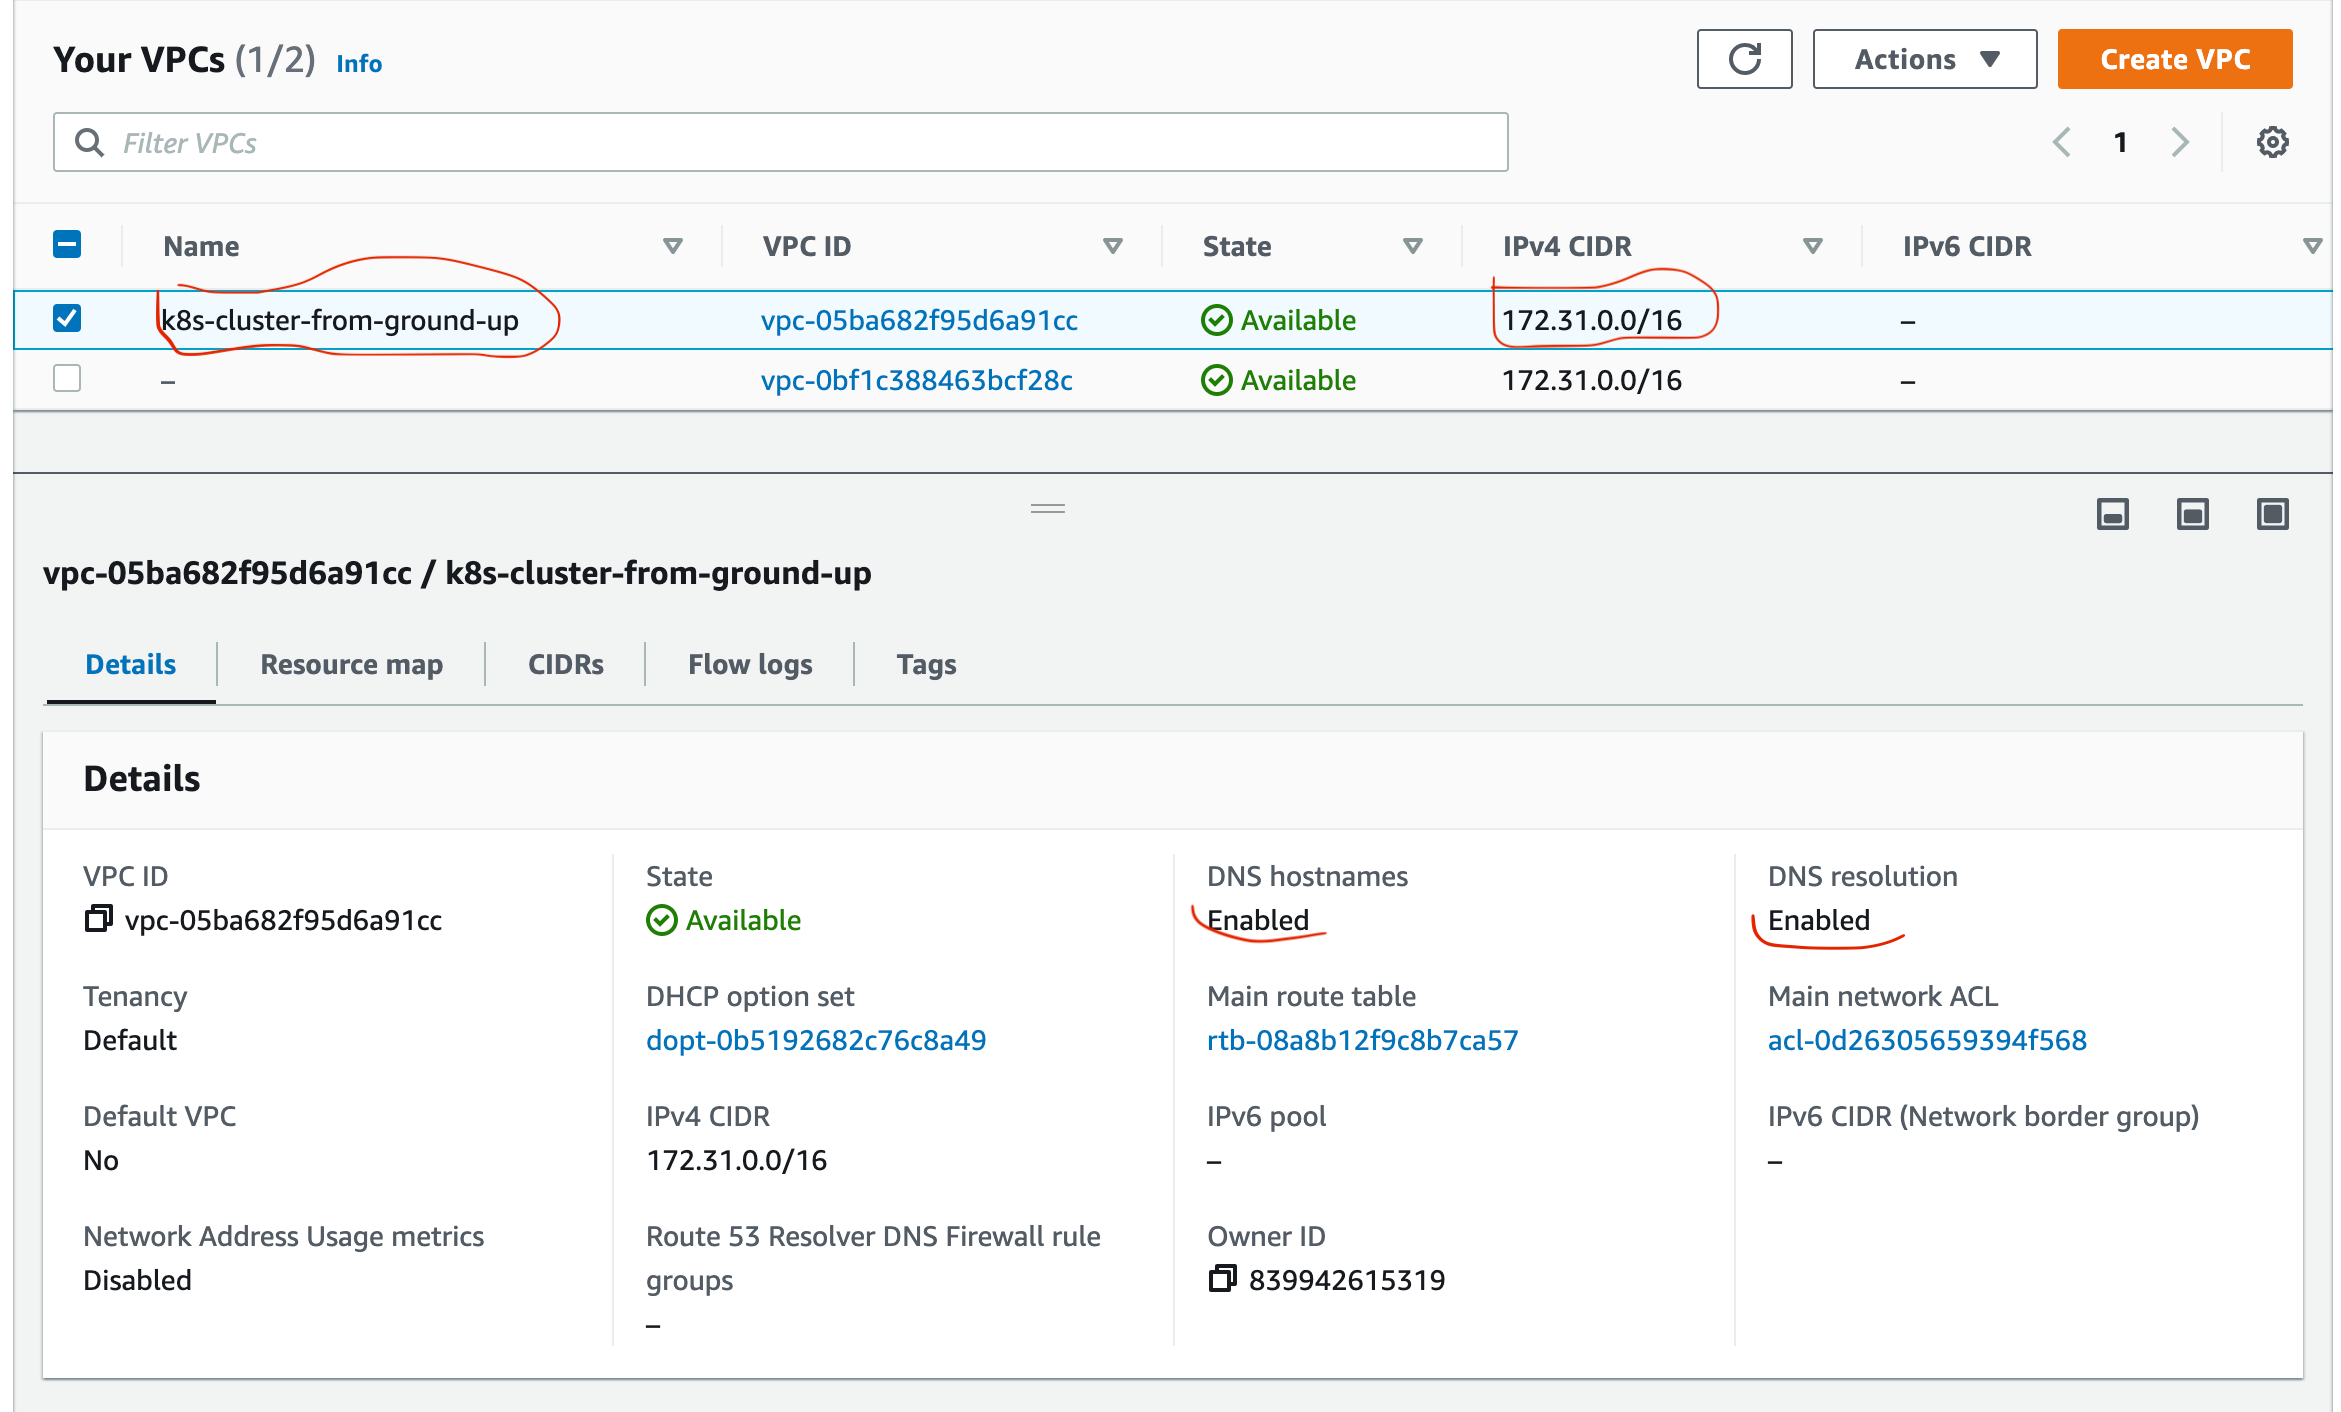 Your VPCs (1/2) Info Actions Create VPC
Filter VPCs 1
Name VPC ID State IPv4 CIDR IPv6 CIDR
k8s-cluster-from-ground-up vpc-05ba682f95d6a91cc Available 172.31.0.0/16 –
– vpc-0bf1c388463bcf28c Available 172.31.0.0/16 –
vpc-05ba682f95d6a91cc / k8s-cluster-from-ground-up
Details Resource map CIDRs Flow logs Tags
Details
VPC ID State DNS hostnames DNS resolution
vpc-05ba682f95d6a91cc Available Enabled Enabled
Tenancy DHCP option set Main route table Main network ACL
Default dopt-0b5192682c76c8a49 rtb-08a8b12f9c8b7ca57 acl-0d26305659394f568
Default VPC IPv4 CIDR IPv6 pool IPv6 CIDR (Network border group)
No 172.31.0.0/16 – –
Network Address Usage metrics Route 53 Resolver DNS Firewall rule Owner ID
Disabled groups 839942615319
–